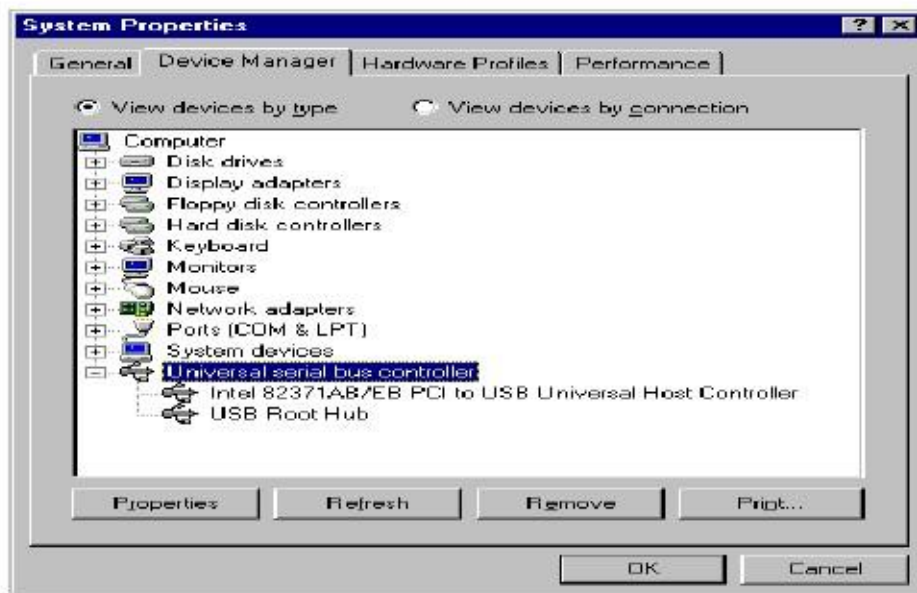 System Properties
General Device Manager Hardware Profiles Performance
View devices by type View devices by connection
Computer
Disk drives
Display adapters
Floppy disk controllers
Hard disk controllers
Keyboard
Monitors
Mouse
Network adapters
Ports (COM & LPT)
System devices
Universal serial bus controller
Intel 82371AB/EB PCI to USB Universal Host Controller
USB Root Hub
Properties Refresh Remove Print...
OK Cancel